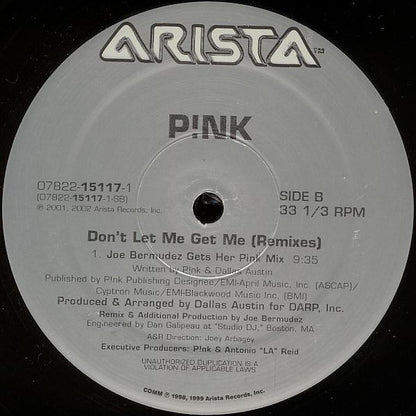 ARISTA™
P!NK
07822-15117-1
(07822-15117-1-SB)
℗ 2001, 2002 Arista Records, Inc.
SIDE B
33 1/3 RPM
Don't Let Me Get Me (Remixes)
1. Joe Bermudez Gets Her Pink Mix 9:35
Written by P!nk & Dallas Austin
Published by P!nk Publishing Designee/EMI-April Music, Inc. (ASCAP)/
Cyptron Music/EMI-Blackwood Music Inc. (BMI)
Produced & Arranged by Dallas Austin for DARP, Inc.
Remix & Additional Production by Joe Bermudez
Engineered by Dan Galipeau at "Studio DJ," Boston, MA
A&R Direction: Joey Arbagey
Executive Producers: P!nk & Antonio "LA" Reid
UNAUTHORIZED DUPLICATION IS A
VIOLATION OF APPLICABLE LAWS
COMM ℗ 1998, 1999 Arista Records, Inc.